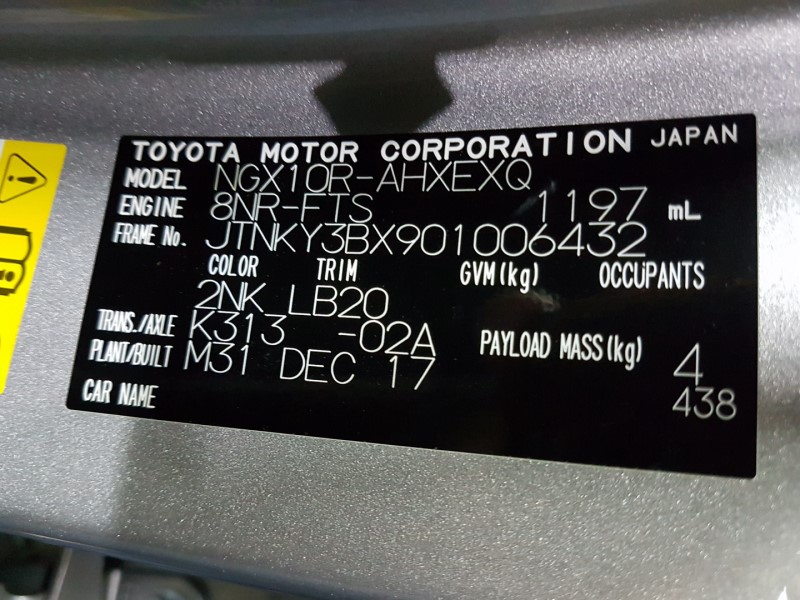 TOYOTA MOTOR CORPORATION JAPAN
MODEL NGX10R-AHXEXQ
ENGINE 8NR-FTS 1197 mL
FRAME No. JTNKY3BX901006432
COLOR TRIM GVM(kg) OCCUPANTS
2NK LB20
TRANS./AXLE K313 -02A PAYLOAD MASS(kg) 4
PLANT/BUILT M31 DEC 17 438
CAR NAME